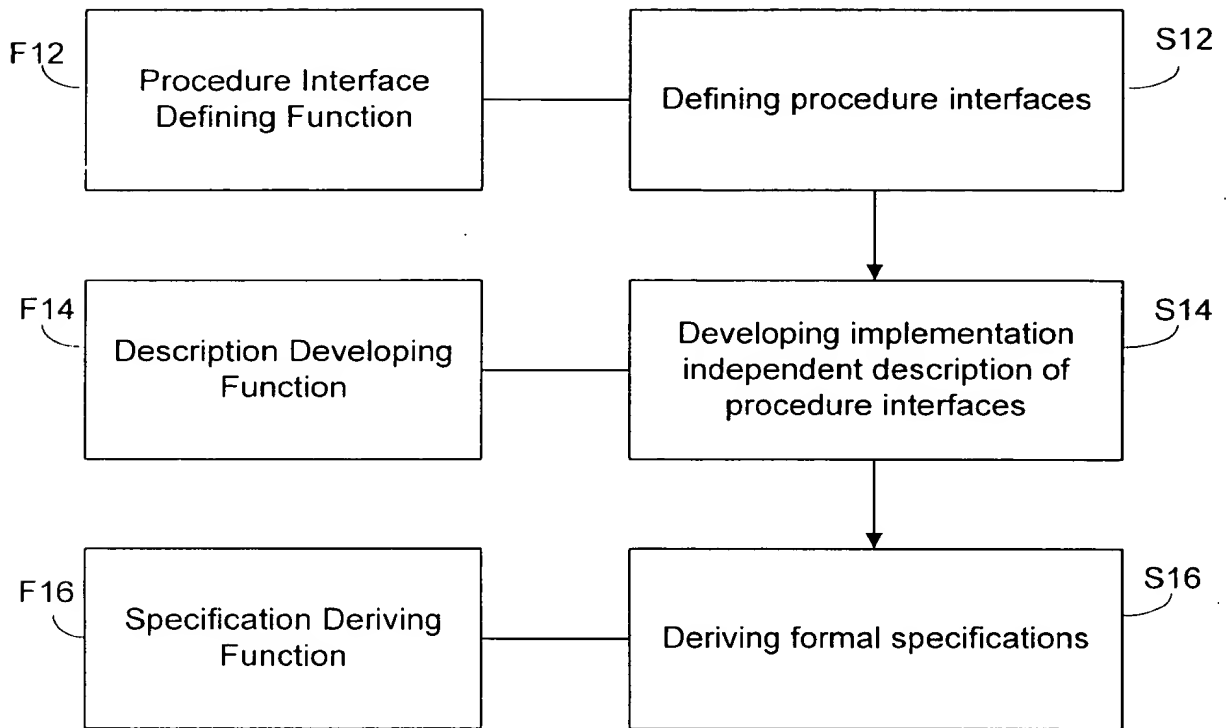 F12
Procedure Interface
Defining Function
Defining procedure interfaces
S12
F14
Description Developing
Function
Developing implementation
independent description of
procedure interfaces
S14
F16
Specification Deriving
Function
Deriving formal specifications
S16